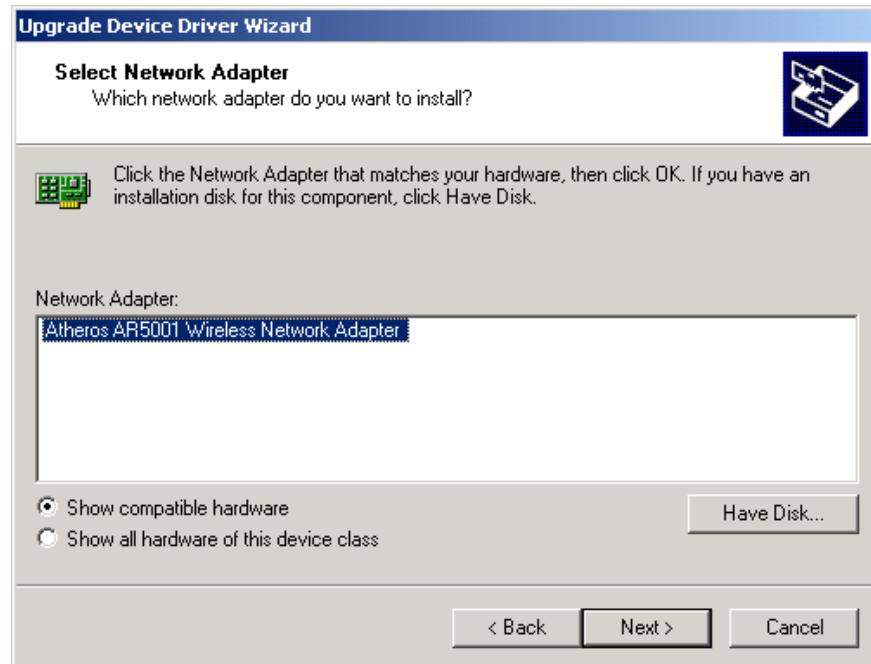 Upgrade Device Driver Wizard
Select Network Adapter
Which network adapter do you want to install?
Click the Network Adapter that matches your hardware, then click OK. If you have an
installation disk for this component, click Have Disk.
Network Adapter:
Atheros AR5001 Wireless Network Adapter
Show compatible hardware
Show all hardware of this device class
Have Disk...
< Back
Next >
Cancel